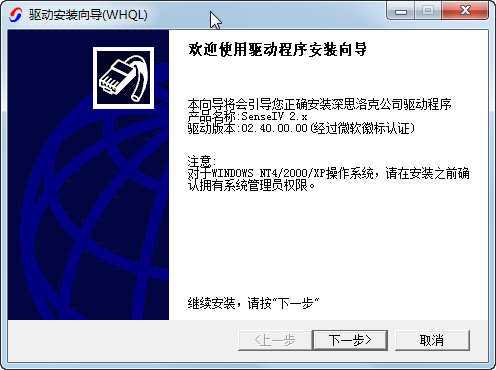 驱动安装向导(WHQL)
欢迎使用驱动程序安装向导
本向导将会引导您正确安装深思洛克公司驱动程序
产品名称:SenseIV 2.x
驱动版本:02.40.00.00(经过微软徽标认证)
注意:
对于WINDOWS NT4/2000/XP操作系统，请在安装之前确
认拥有系统管理员权限。
继续安装，请按"下一步"
<上一步
下一步>
取消